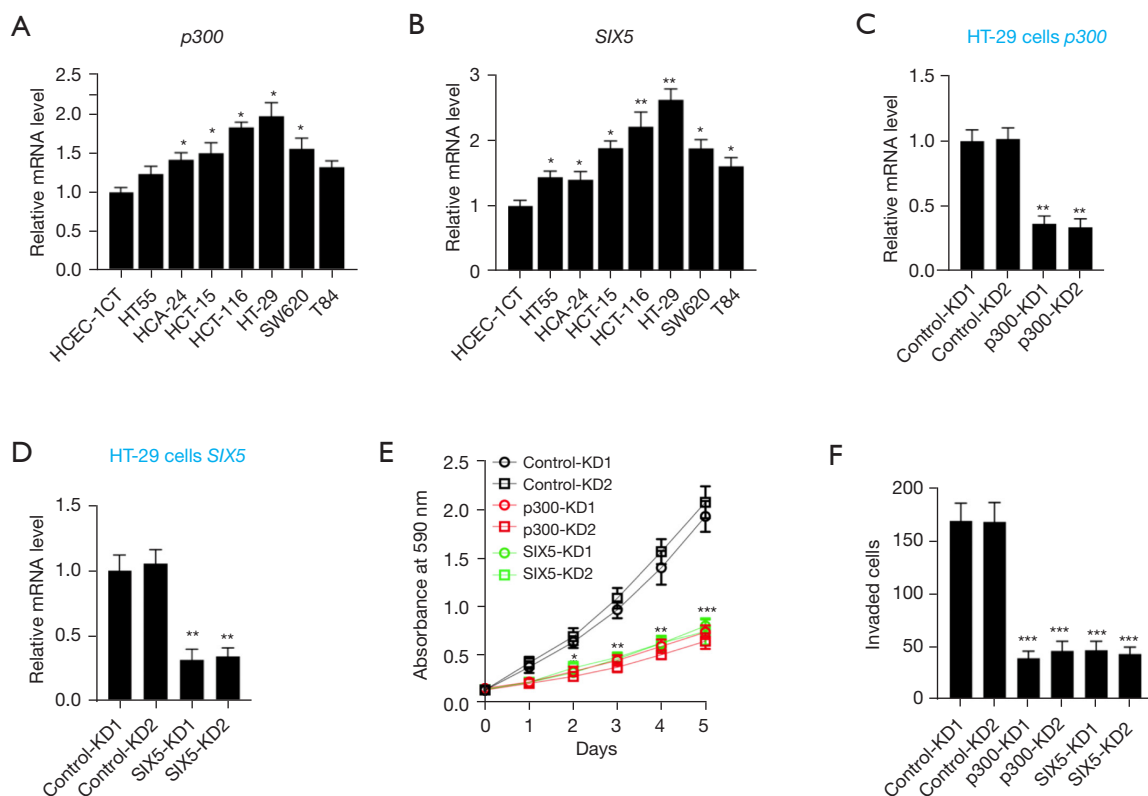 A
p300
Relative mRNA level
2.5
2.0
1.5
1.0
0.5
0.0
* * * * *
HCEC-1CT
HT55
HCA-24
HCT-15
HCT-116
HT-29
SW620
T84
B
SIX5
Relative mRNA level
3
2
1
0
* * * ** ** * *
HCEC-1CT
HT55
HCA-24
HCT-15
HCT-116
HT-29
SW620
T84
C
HT-29 cells p300
Relative mRNA level
1.5
1.0
0.5
0.0
** **
Control-KD1
Control-KD2
p300-KD1
p300-KD2
D
HT-29 cells SIX5
Relative mRNA level
1.5
1.0
0.5
0.0
** **
Control-KD1
Control-KD2
SIX5-KD1
SIX5-KD2
E
Absorbance at 590 nm
2.5
2.0
1.5
1.0
0.5
0.0
Control-KD1
Control-KD2
p300-KD1
p300-KD2
SIX5-KD1
SIX5-KD2
* ** ** ***
0 1 2 3 4 5
Days
F
Invaded cells
200
150
100
50
0
*** *** *** ***
Control-KD1
Control-KD2
p300-KD1
p300-KD2
SIX5-KD1
SIX5-KD2